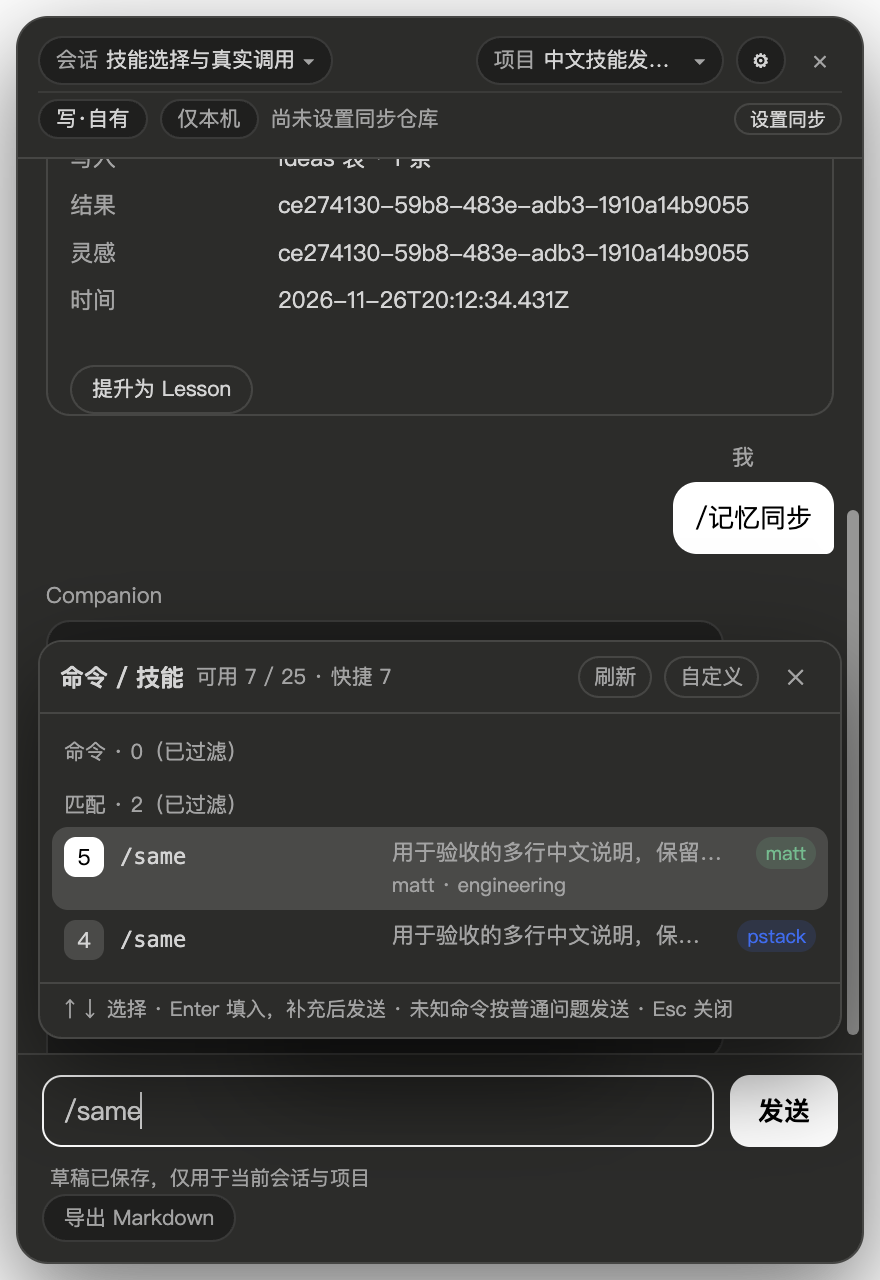 会话 技能选择与真实调用
项目 中文技能发…
写·自有 仅本机 尚未设置同步仓库 设置同步
结果 ce274130-59b8-483e-adb3-1910a14b9055
灵感 ce274130-59b8-483e-adb3-1910a14b9055
时间 2026-11-26T20:12:34.431Z
提升为 Lesson
我
/记忆同步
Companion
命令 / 技能 可用 7 / 25 · 快捷 7 刷新 自定义 ×
命令 · 0（已过滤）
匹配 · 2（已过滤）
5 /same 用于验收的多行中文说明，保留… matt
matt · engineering
4 /same 用于验收的多行中文说明，保… pstack
↑↓ 选择 · Enter 填入，补充后发送 · 未知命令按普通问题发送 · Esc 关闭
/same 发送
草稿已保存，仅用于当前会话与项目
导出 Markdown